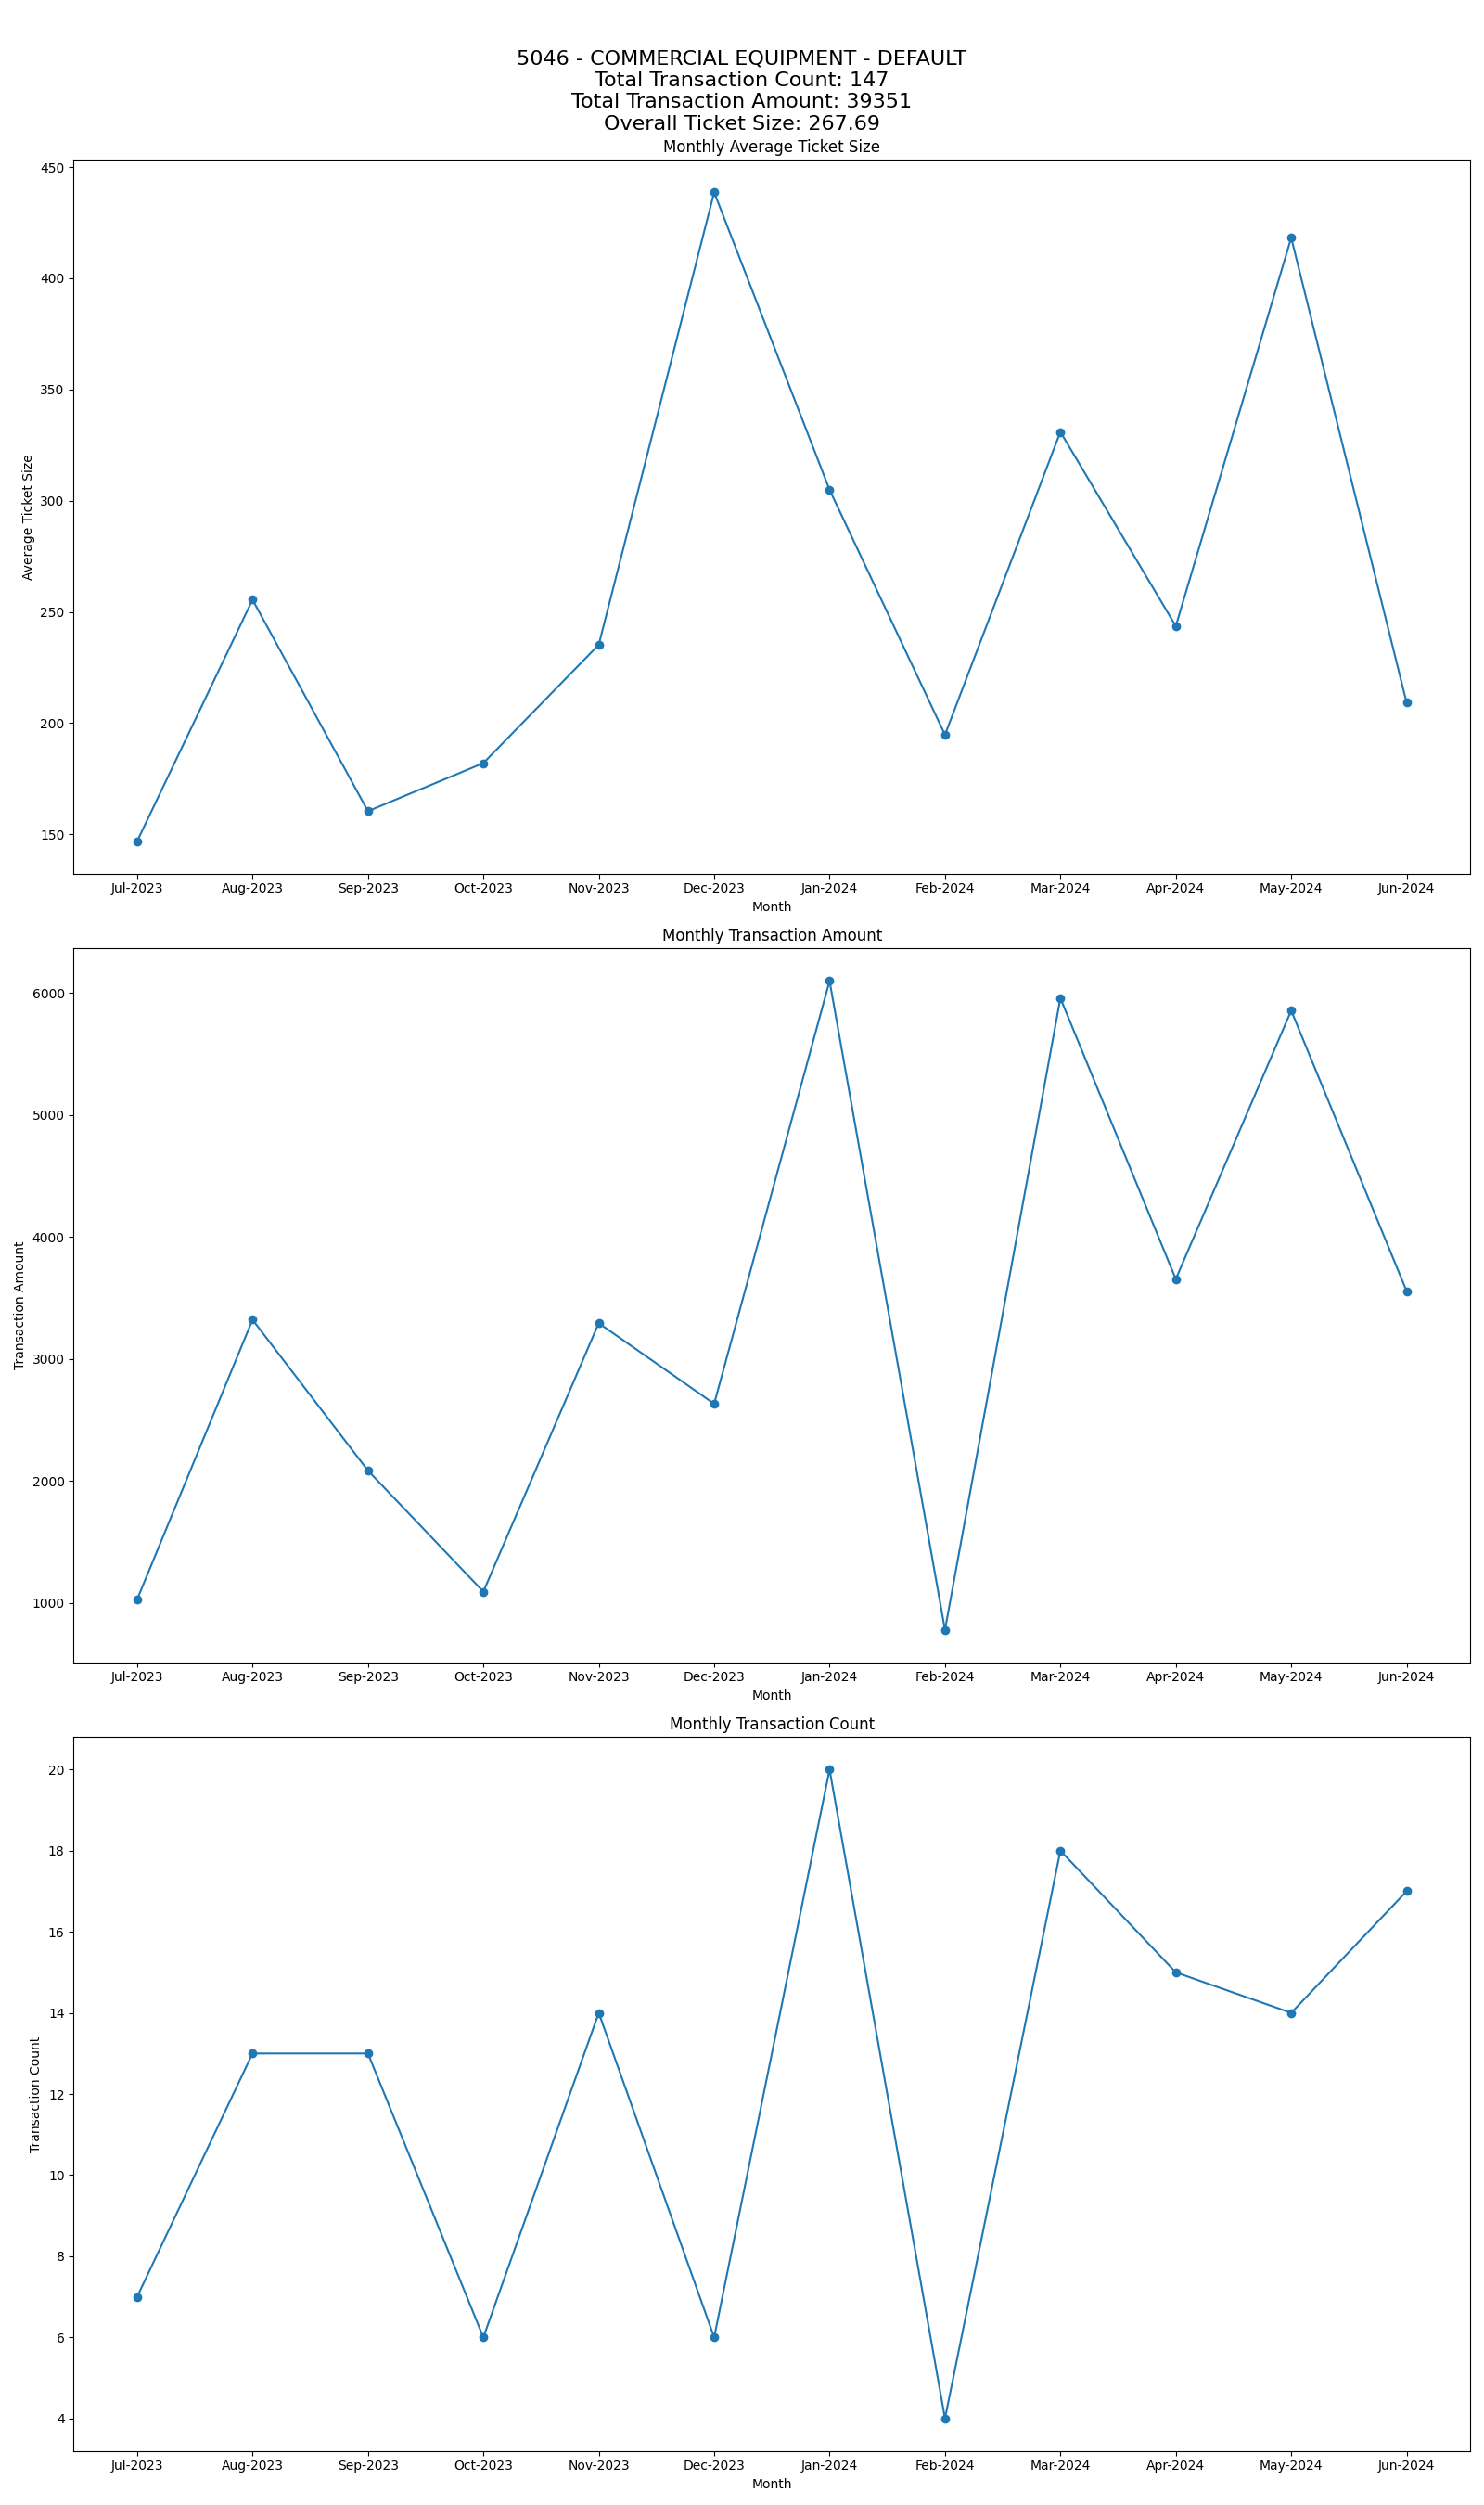 5046 - COMMERCIAL EQUIPMENT - DEFAULT
Total Transaction Count: 147
Total Transaction Amount: 39351
Overall Ticket Size: 267.69
Monthly Average Ticket Size
450
400
350
300
250
200
150
Average Ticket Size
Jul-2023 Aug-2023 Sep-2023 Oct-2023 Nov-2023 Dec-2023 Jan-2024 Feb-2024 Mar-2024 Apr-2024 May-2024 Jun-2024
Month
Monthly Transaction Amount
6000
5000
4000
3000
2000
1000
Transaction Amount
Jul-2023 Aug-2023 Sep-2023 Oct-2023 Nov-2023 Dec-2023 Jan-2024 Feb-2024 Mar-2024 Apr-2024 May-2024 Jun-2024
Month
Monthly Transaction Count
20
18
16
14
12
10
8
6
4
Transaction Count
Jul-2023 Aug-2023 Sep-2023 Oct-2023 Nov-2023 Dec-2023 Jan-2024 Feb-2024 Mar-2024 Apr-2024 May-2024 Jun-2024
Month